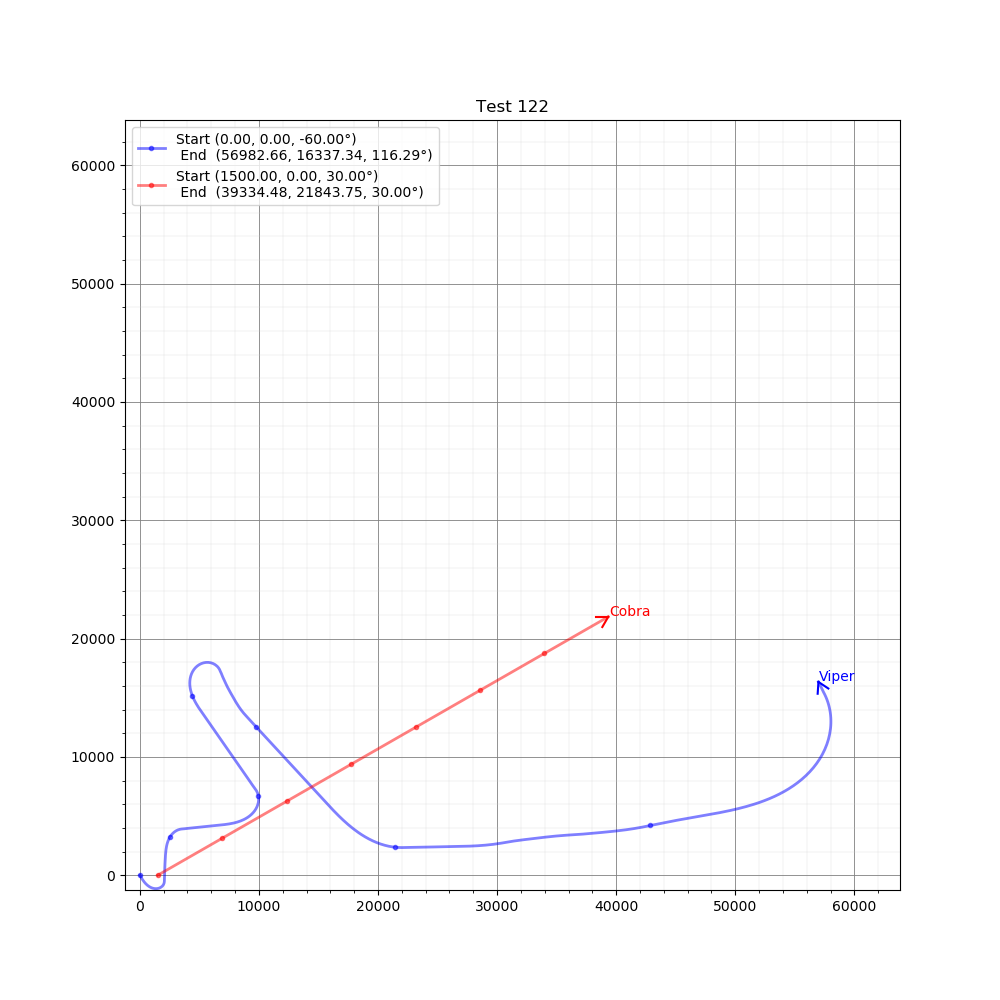 Test 122
Start (0.00, 0.00, -60.00°)
End  (56982.66, 16337.34, 116.29°)
Start (1500.00, 0.00, 30.00°)
End  (39334.48, 21843.75, 30.00°)
60000
50000
40000
30000
20000
10000
0
Cobra
Viper
0
10000
20000
30000
40000
50000
60000